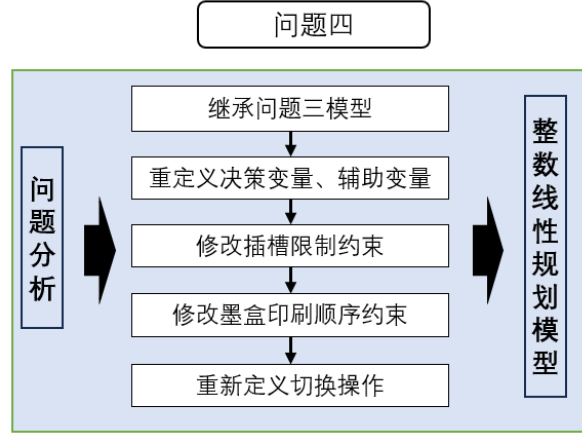 问题四
问题分析
继承问题三模型
重定义决策变量、辅助变量
修改插槽限制约束
修改墨盒印刷顺序约束
重新定义切换操作
整数线性规划模型